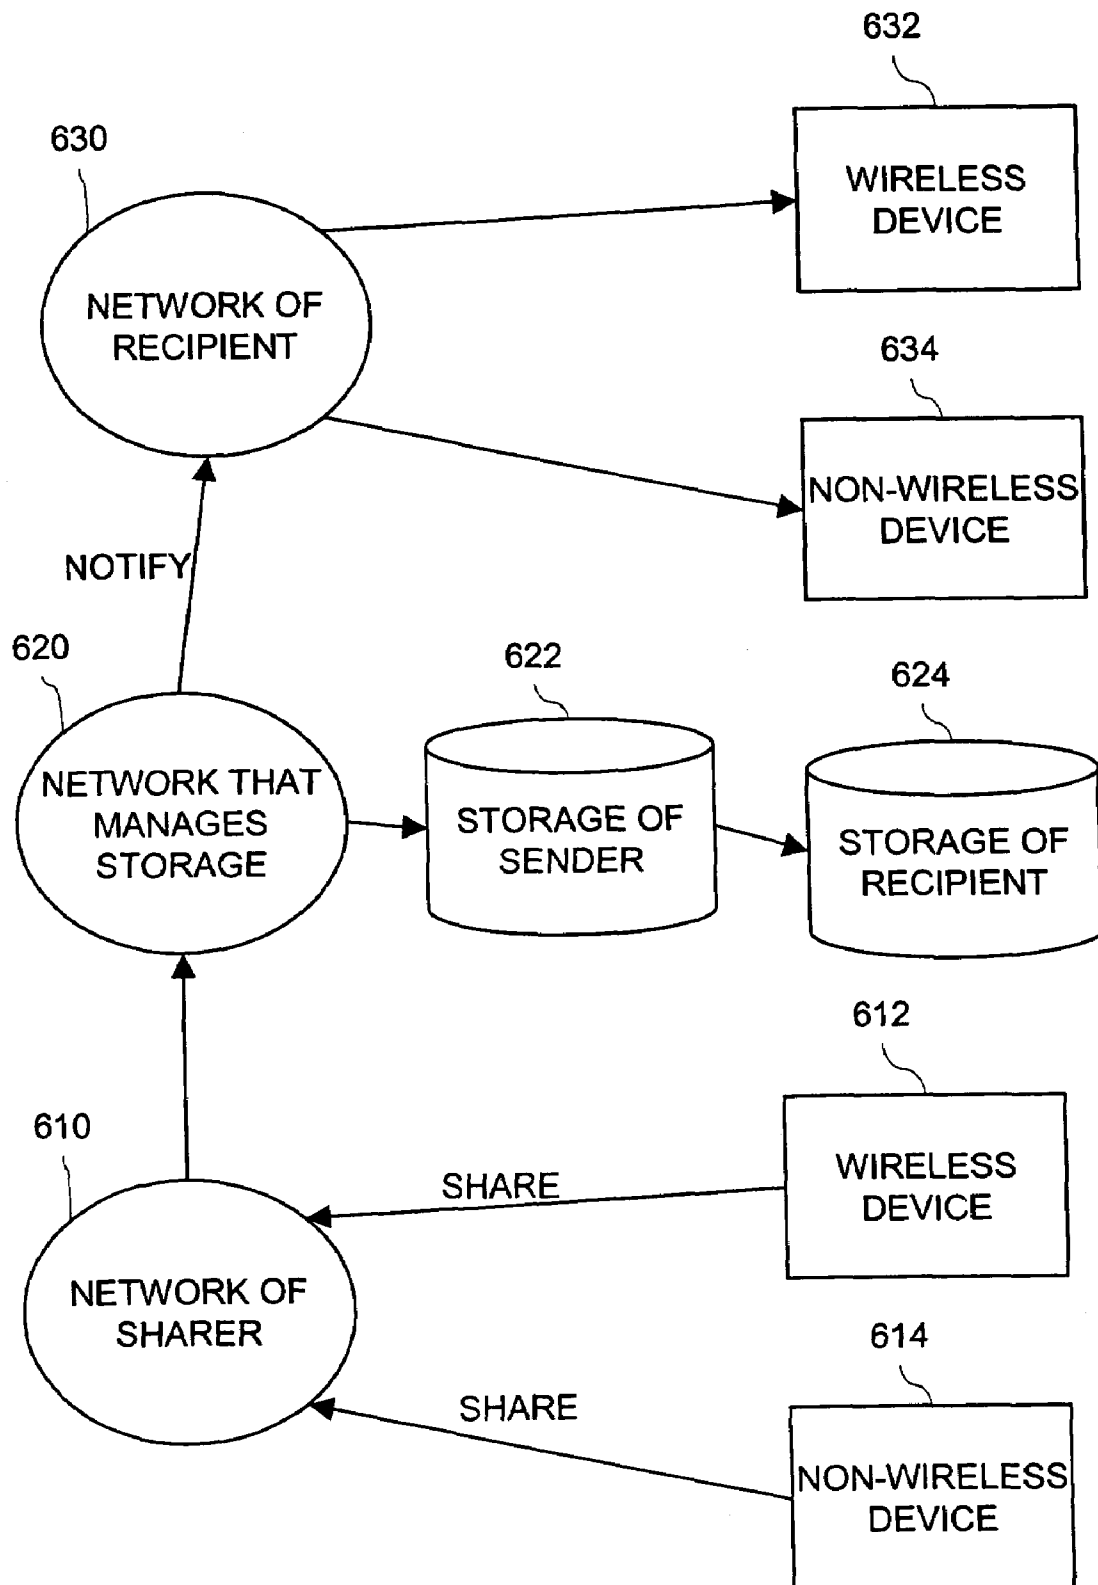 632
WIRELESS
DEVICE
630
NETWORK OF
RECIPIENT
634
NON-WIRELESS
DEVICE
NOTIFY
620
NETWORK THAT
MANAGES
STORAGE
622
STORAGE OF
SENDER
624
STORAGE OF
RECIPIENT
612
WIRELESS
DEVICE
SHARE
610
NETWORK OF
SHARER
614
SHARE
NON-WIRELESS
DEVICE